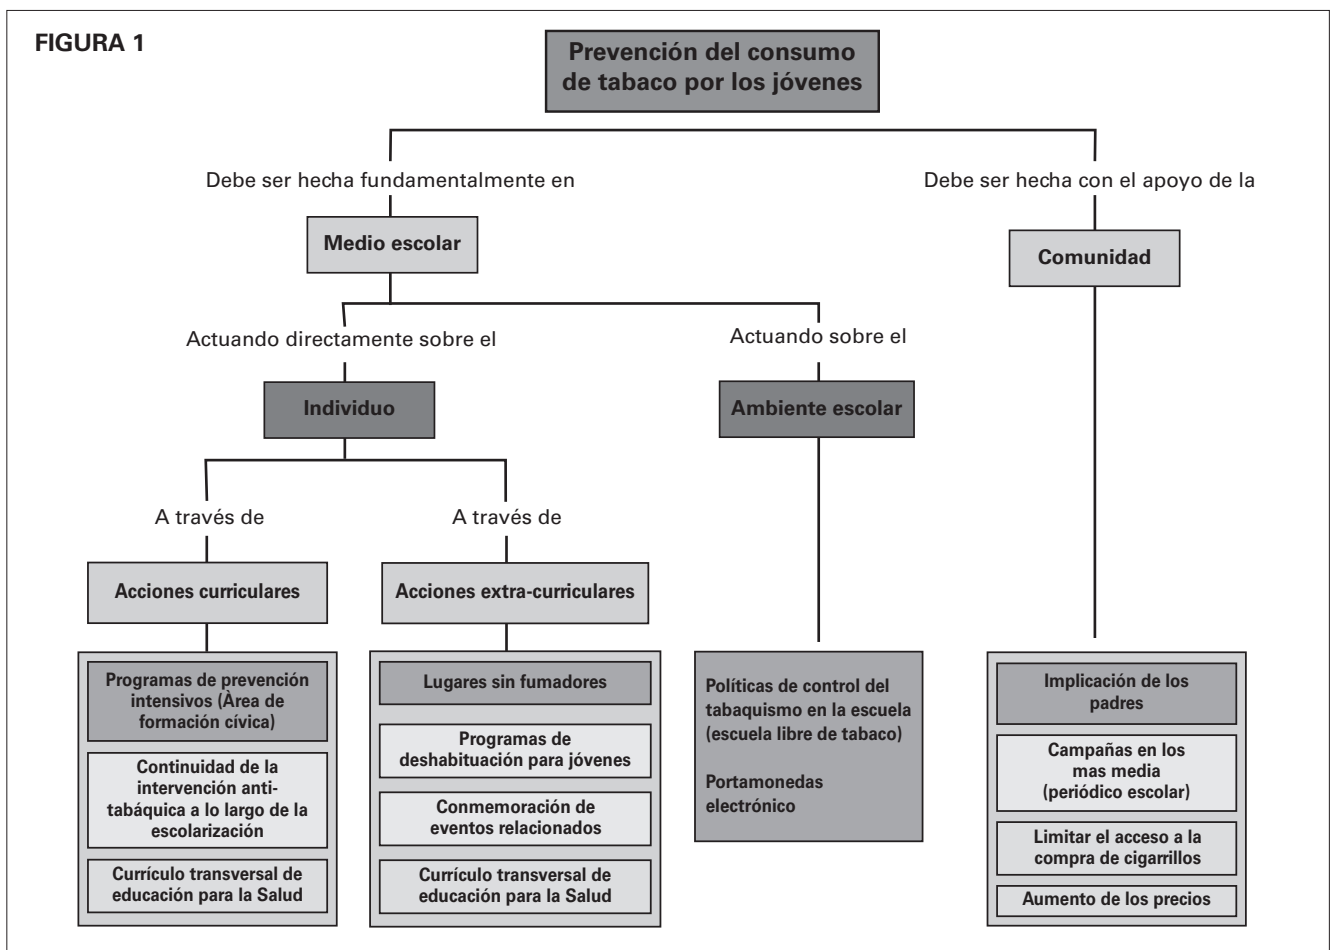 FIGURA 1
Prevención del consumo
de tabaco por los jóvenes
Debe ser hecha fundamentalmente en
Debe ser hecha con el apoyo de la
Medio escolar
Comunidad
Actuando directamente sobre el
Actuando sobre el
Individuo
Ambiente escolar
A través de
A través de
Acciones curriculares
Acciones extra-curriculares
Programas de prevención
intensivos (Àrea de
formación cívica)
Continuidad de la
intervención anti-
tabáquica a lo largo de la
escolarización
Currículo transversal de
educación para la Salud
Lugares sin fumadores
Programas de
deshabituación para jóvenes
Conmemoración de
eventos relacionados
Currículo transversal de
educación para la Salud
Políticas de control del
tabaquismo en la escuela
(escuela libre de tabaco)
Portamonedas
electrónico
Implicación de los
padres
Campañas en los
mas media
(periódico escolar)
Limitar el acceso a la
compra de cigarrillos
Aumento de los precios